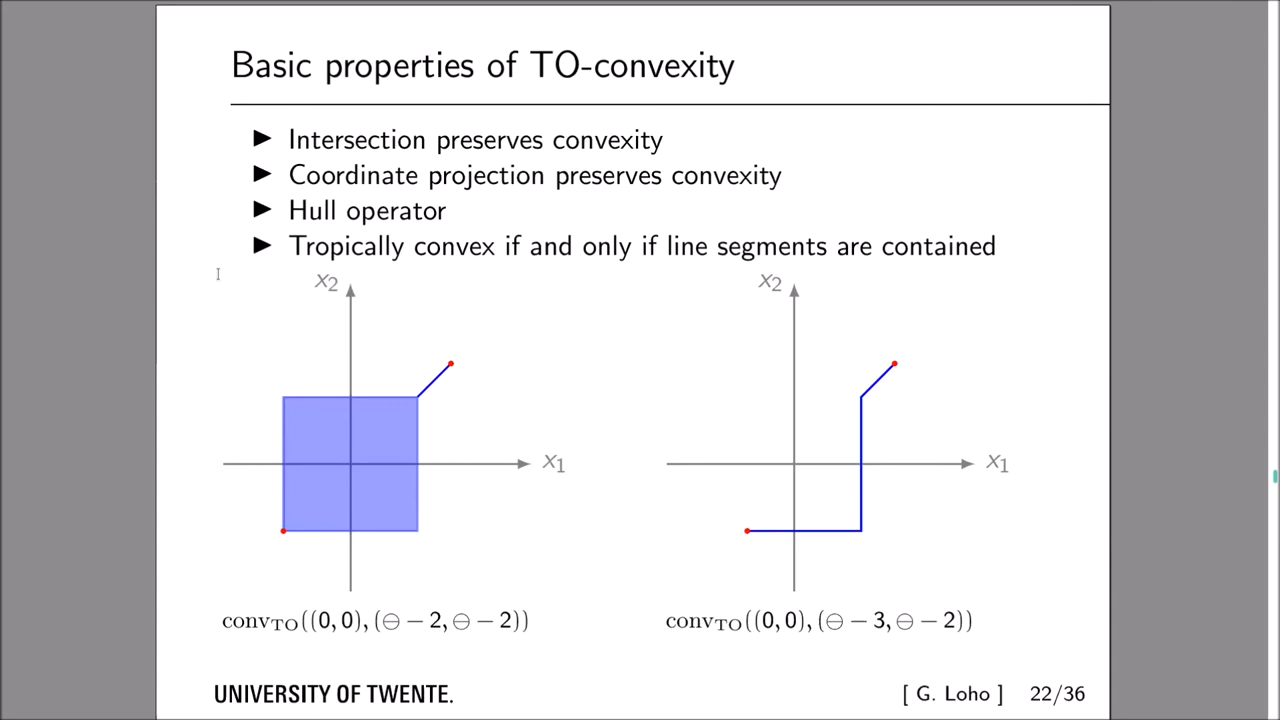 Basic properties of TO-convexity
▶ Intersection preserves convexity
▶ Coordinate projection preserves convexity
▶ Hull operator
▶ Tropically convex if and only if line segments are contained
x₂
x₂
x₁
x₁
conv_TO((0, 0), (⊖ − 2, ⊖ − 2))
conv_TO((0, 0), (⊖ − 3, ⊖ − 2))
UNIVERSITY OF TWENTE.
[ G. Loho ] 22/36